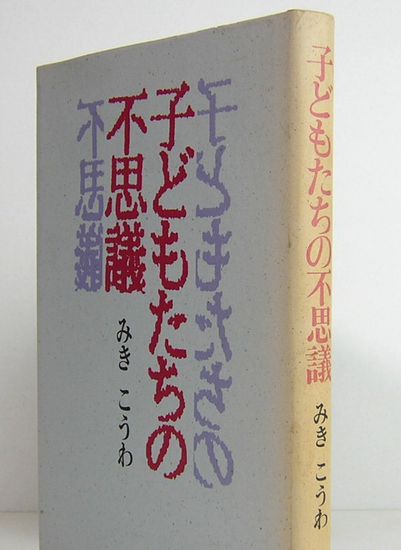 子どもたちの
不思議
みき こうわ
子どもたちの不思議
みき こうわ